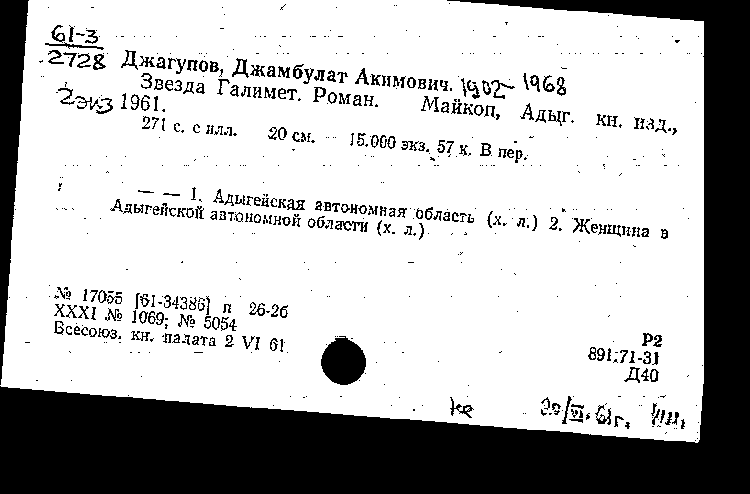 61-3
2728
Джагупов, Джамбулат Акимович. 1902-1968
Звезда Галимет. Роман. Майкоп, Адыг. кн. изд.,
2экз 1961.
271 с. с илл. 20 см. 15.000 экз. 57 к. В пер.
— — 1. Адыгейская автономная область (х. л.) 2. Женщина в
Адыгейской автономной области (х. л.)
№ 17055 [61-34386] п 26-26
XXXI № 1069; № 5054
Всесоюз. кн. палата 2 VI 61
Р2
891.71-31
Д40
20/VI. 61г.